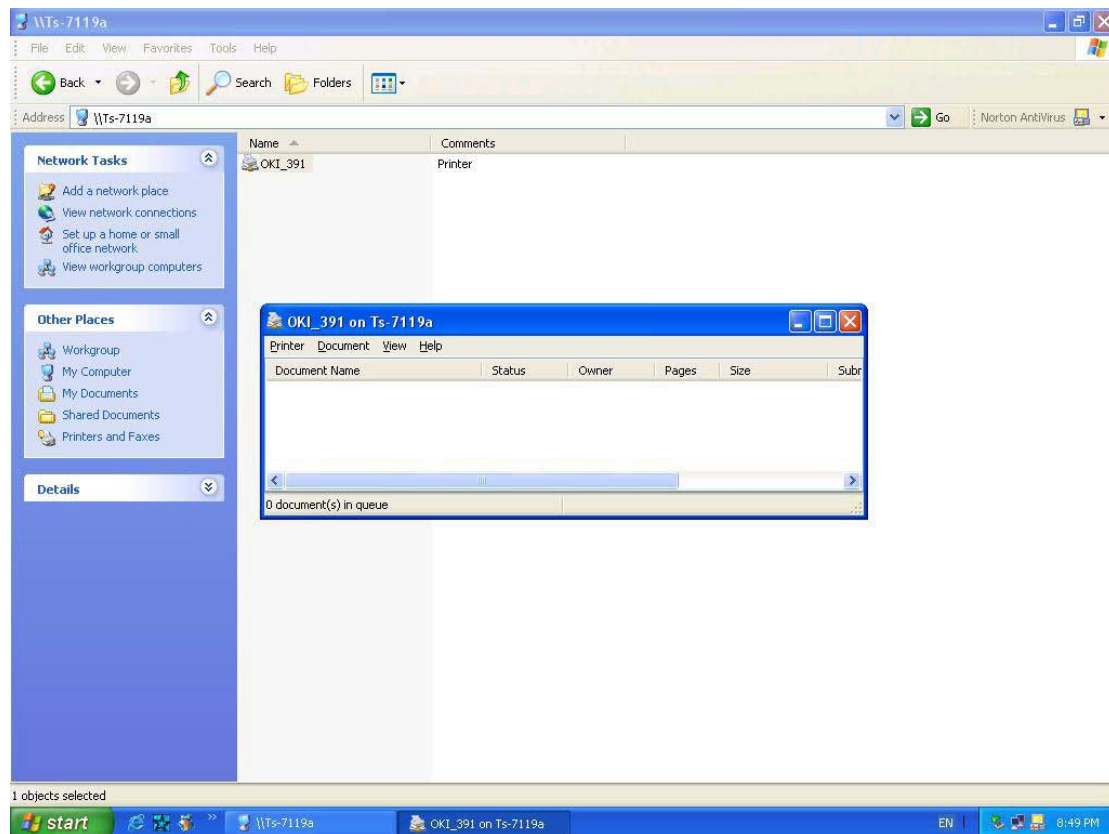 \\Ts-7119a
File Edit View Favorites Tools Help
Back Search Folders
Address \\Ts-7119a Go Norton AntiVirus
Name Comments
OKI_391 Printer
Network Tasks
Add a network place
View network connections
Set up a home or small
office network
View workgroup computers
Other Places
Workgroup
My Computer
My Documents
Shared Documents
Printers and Faxes
Details
OKI_391 on Ts-7119a
Printer Document View Help
Document Name Status Owner Pages Size Subr
0 document(s) in queue
1 objects selected
start \\Ts-7119a OKI_391 on Ts-7119a EN 8:49 PM